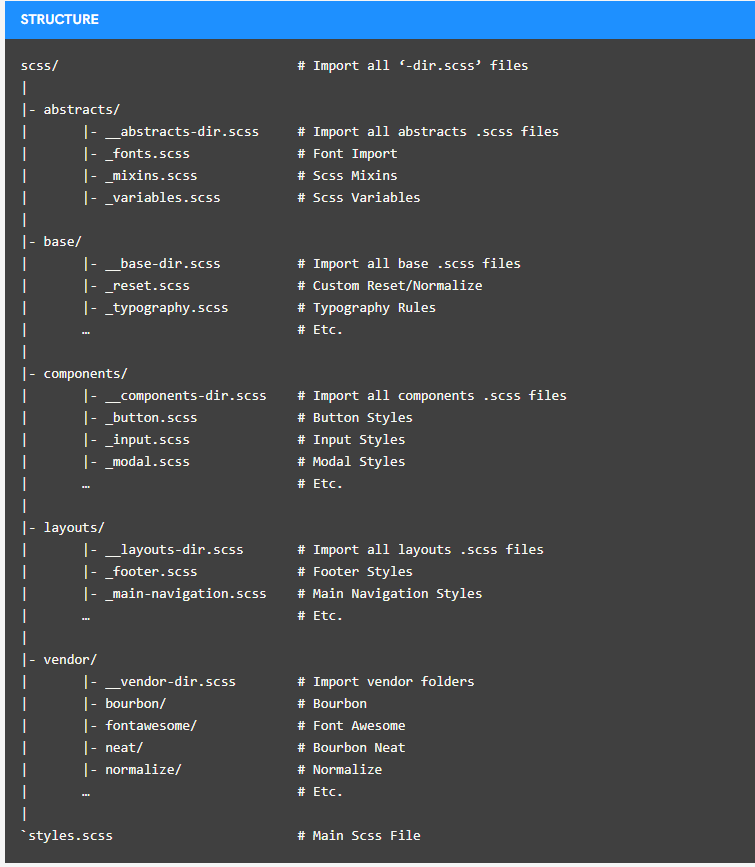 STRUCTURE
scss/                               # Import all ‘-dir.scss’ files
|
|- abstracts/
|       |- __abstracts-dir.scss     # Import all abstracts .scss files
|       |- _fonts.scss              # Font Import
|       |- _mixins.scss             # Scss Mixins
|       |- _variables.scss          # Scss Variables
|
|- base/
|       |- __base-dir.scss          # Import all base .scss files
|       |- _reset.scss              # Custom Reset/Normalize
|       |- _typography.scss         # Typography Rules
|       …                           # Etc.
|
|- components/
|       |- __components-dir.scss    # Import all components .scss files
|       |- _button.scss             # Button Styles
|       |- _input.scss              # Input Styles
|       |- _modal.scss              # Modal Styles
|       …                           # Etc.
|
|- layouts/
|       |- __layouts-dir.scss       # Import all layouts .scss files
|       |- _footer.scss             # Footer Styles
|       |- _main-navigation.scss    # Main Navigation Styles
|       …                           # Etc.
|
|- vendor/
|       |- __vendor-dir.scss        # Import vendor folders
|       |- bourbon/                 # Bourbon
|       |- fontawesome/             # Font Awesome
|       |- neat/                    # Bourbon Neat
|       |- normalize/               # Normalize
|       …                           # Etc.
|
`styles.scss                        # Main Scss File